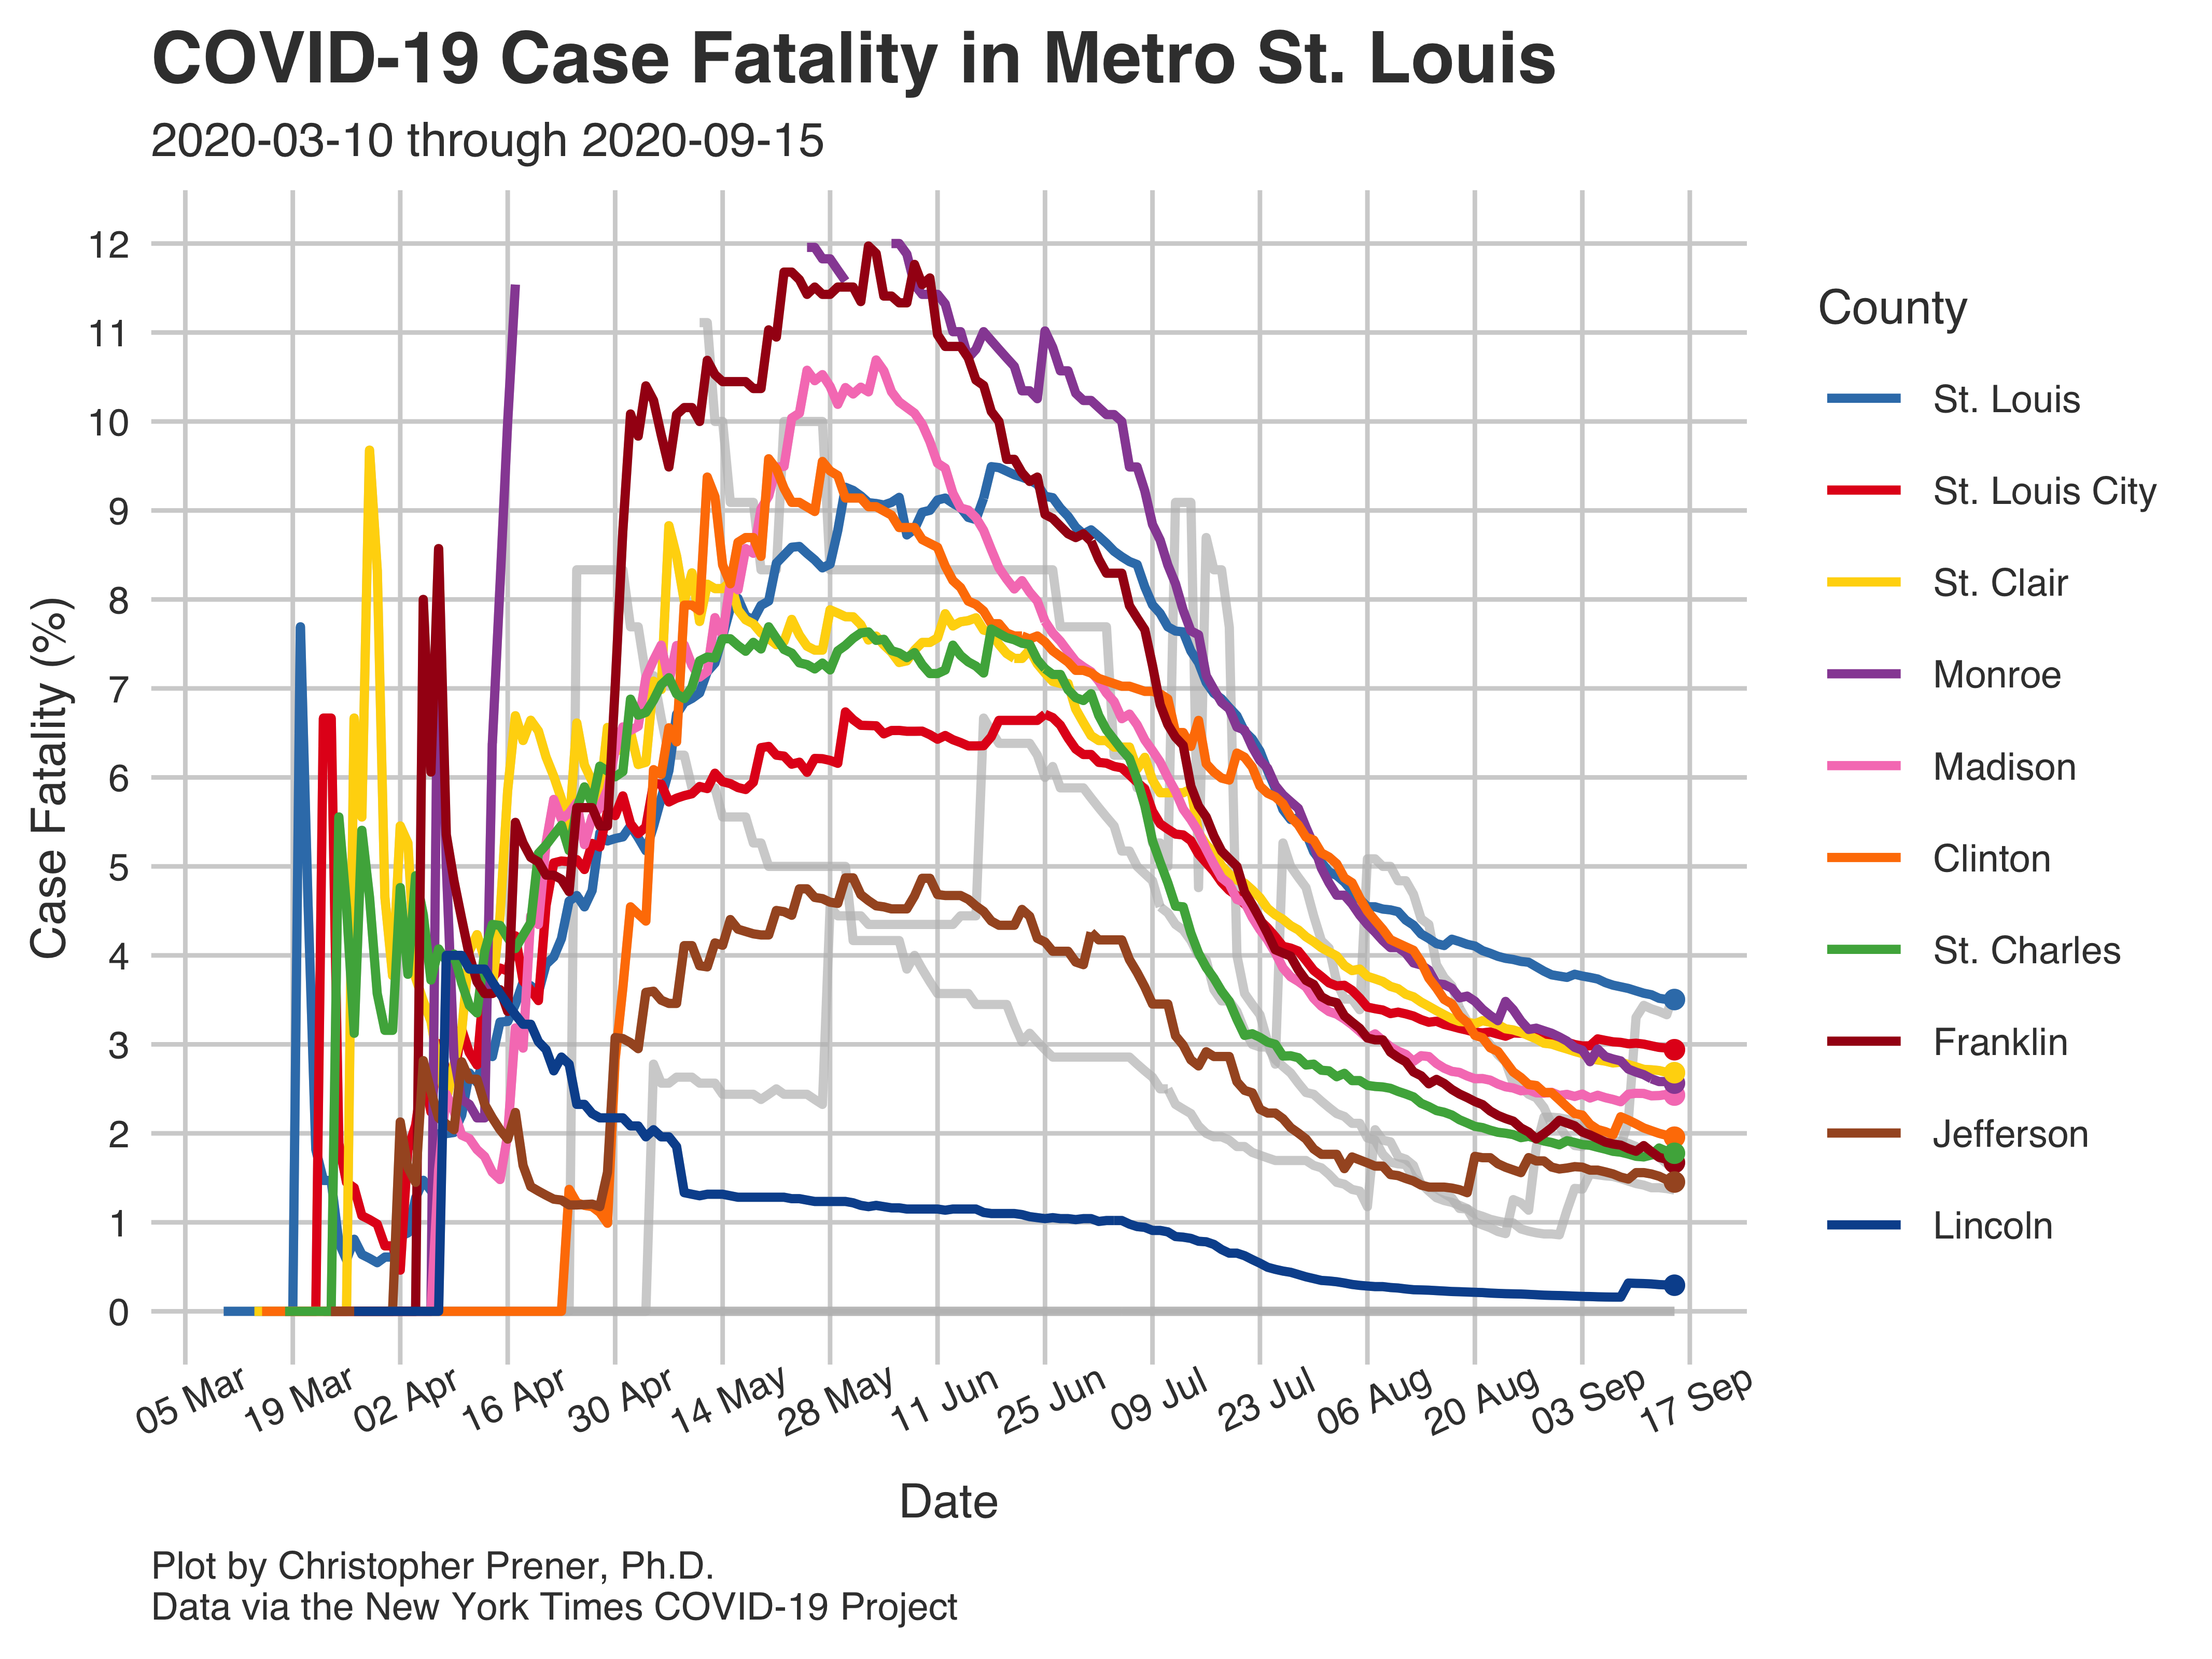 COVID-19 Case Fatality in Metro St. Louis
2020-03-10 through 2020-09-15
Case Fatality (%)
12
11
10
9
8
7
6
5
4
3
2
1
0
05 Mar
19 Mar
02 Apr
16 Apr
30 Apr
14 May
28 May
11 Jun
25 Jun
09 Jul
23 Jul
06 Aug
20 Aug
03 Sep
17 Sep
Date
County
St. Louis
St. Louis City
St. Clair
Monroe
Madison
Clinton
St. Charles
Franklin
Jefferson
Lincoln
Plot by Christopher Prener, Ph.D.
Data via the New York Times COVID-19 Project